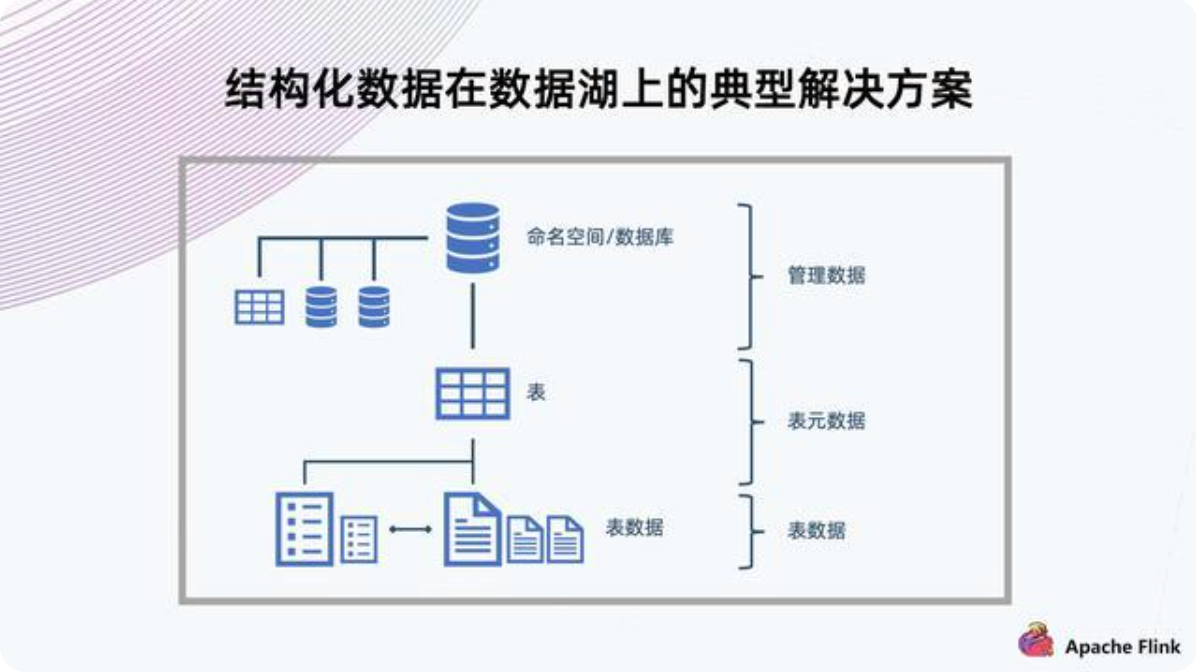 结构化数据在数据湖上的典型解决方案
命名空间/数据库
管理数据
表
表元数据
表数据
表数据
Apache Flink